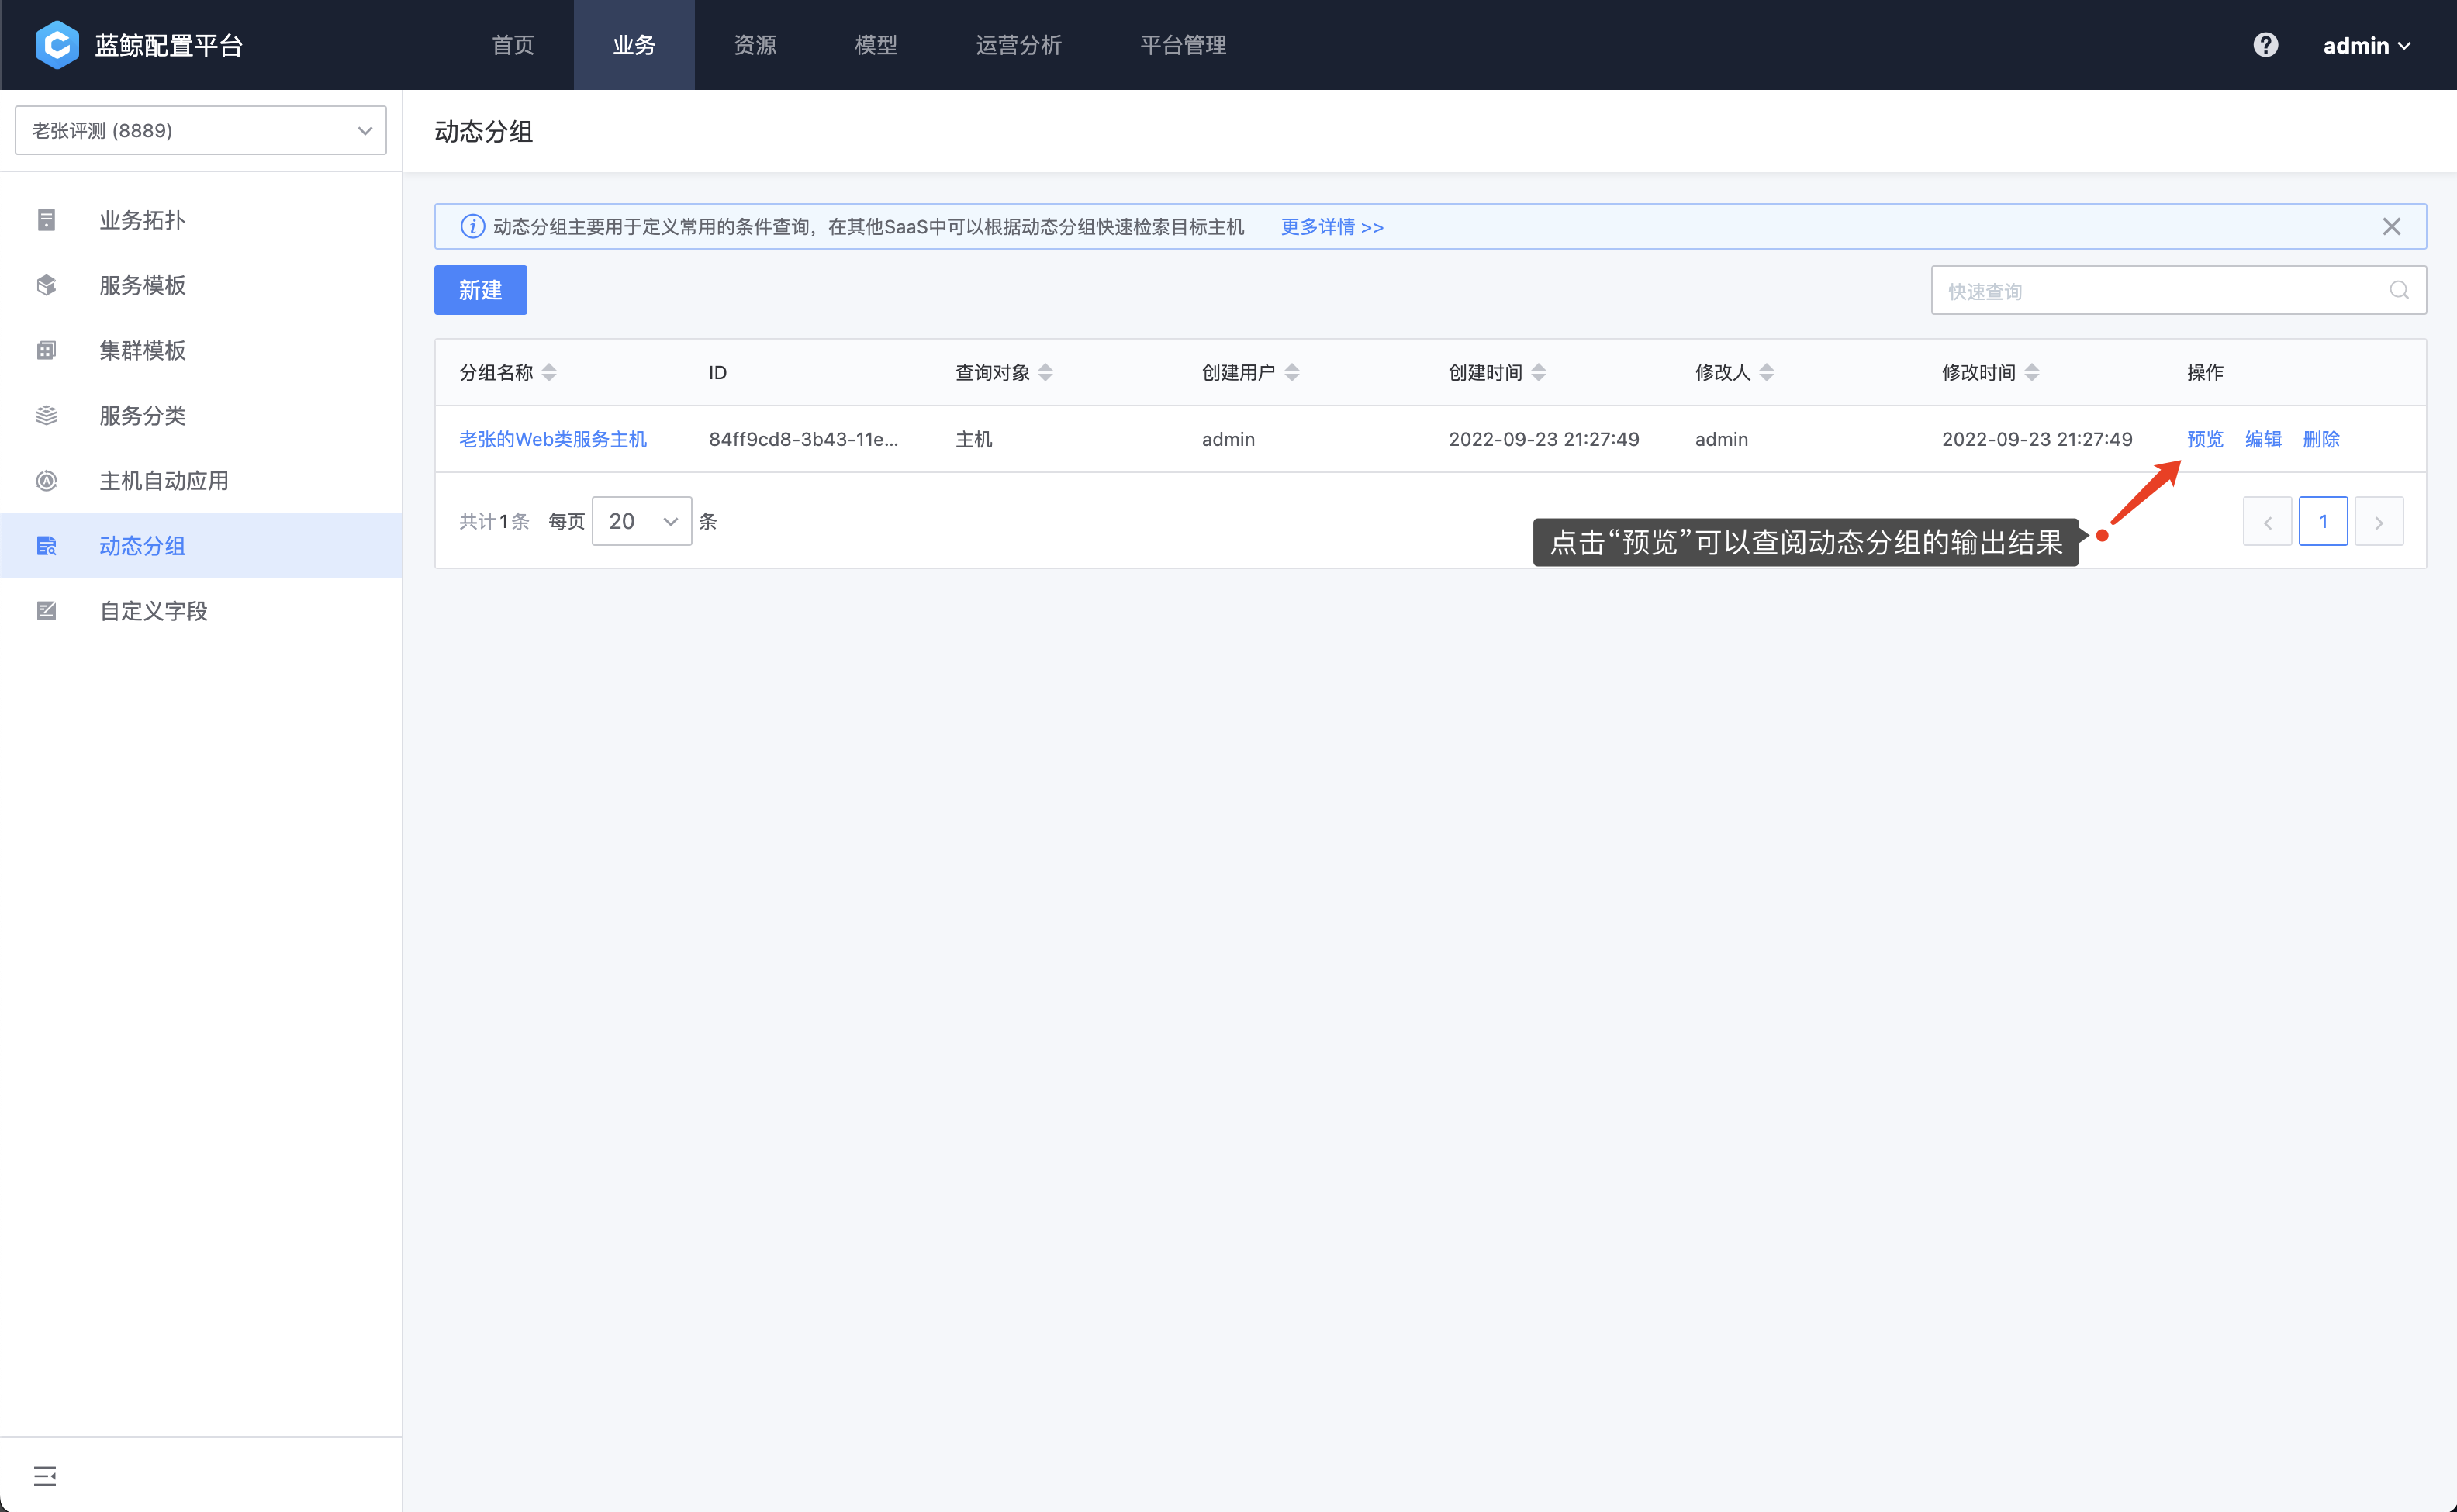 蓝鲸配置平台 首页 业务 资源 模型 运营分析 平台管理 admin
老张评测 (8889)
动态分组
业务拓扑
服务模板
集群模板
服务分类
主机自动应用
动态分组
自定义字段
动态分组主要用于定义常用的条件查询，在其他SaaS中可以根据动态分组快速检索目标主机 更多详情 >>
新建
快速查询
分组名称 ID 查询对象 创建用户 创建时间 修改人 修改时间 操作
老张的Web类服务主机 84ff9cd8-3b43-11e... 主机 admin 2022-09-23 21:27:49 admin 2022-09-23 21:27:49 预览 编辑 删除
共计1条 每页 20 条
点击“预览”可以查阅动态分组的输出结果
1